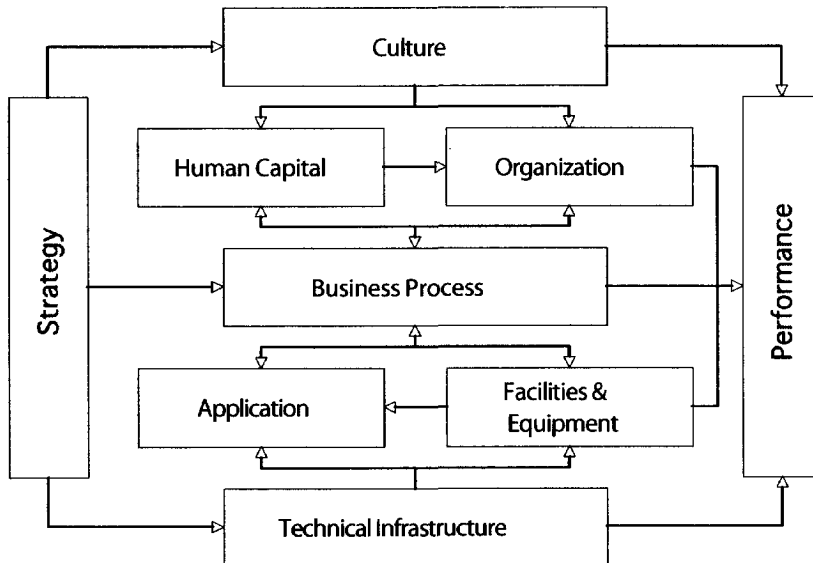 Culture
Human Capital
Organization
Strategy
Business Process
Performance
Application
Facilities &
Equipment
Technical Infrastructure